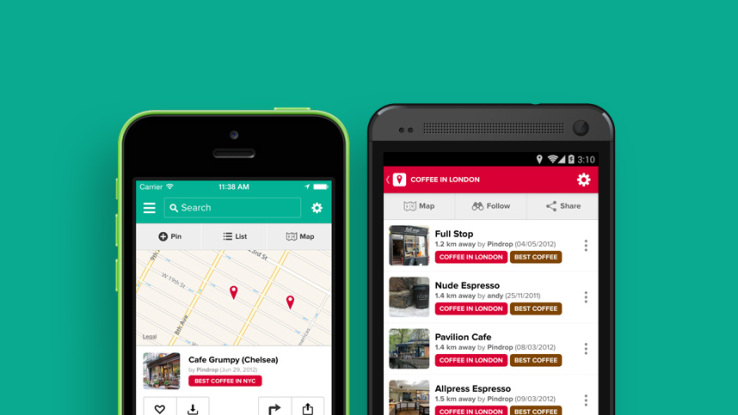 Carrier
11:38 AM
Search
Pin
List
Map
W 19th St
8th Ave
Legal
Cafe Grumpy (Chelsea)
by Pindrop (Jun 29, 2012)
BEST COFFEE IN NYC
3:10
COFFEE IN LONDON
Map
Follow
Share
Full Stop
1.2 km away by Pindrop (04/05/2012)
COFFEE IN LONDON BEST COFFEE
Nude Espresso
1.4 km away by andy (25/11/2011)
COFFEE IN LONDON BEST COFFEE
Pavilion Cafe
1.4 km away by Pindrop (08/03/2012)
COFFEE IN LONDON BEST COFFEE
Allpress Espresso
1.5 km away by Pindrop (09/03/2012)
COFFEE IN LONDON BEST COFFEE